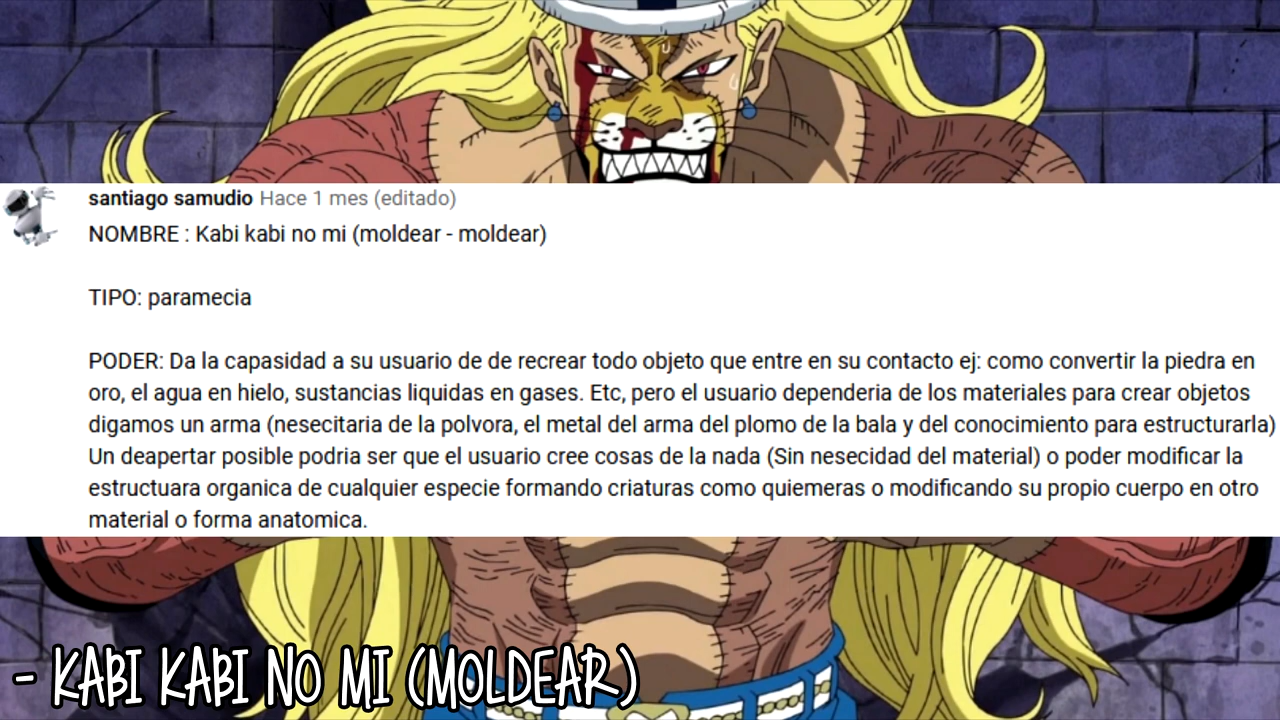 santiago samudio Hace 1 mes (editado)
NOMBRE : Kabi kabi no mi (moldear - moldear)
TIPO: paramecia
PODER: Da la capasidad a su usuario de de recrear todo objeto que entre en su contacto ej: como convertir la piedra en
oro, el agua en hielo, sustancias liquidas en gases. Etc, pero el usuario dependeria de los materiales para crear objetos
digamos un arma (nesecitaria de la polvora, el metal del arma del plomo de la bala y del conocimiento para estructurarla)
Un deapertar posible podria ser que el usuario cree cosas de la nada (Sin nesecidad del material) o poder modificar la
estructuara organica de cualquier especie formando criaturas como quiemeras o modificando su propio cuerpo en otro
material o forma anatomica.
- KABI KABI NO MI (MOLDEAR)